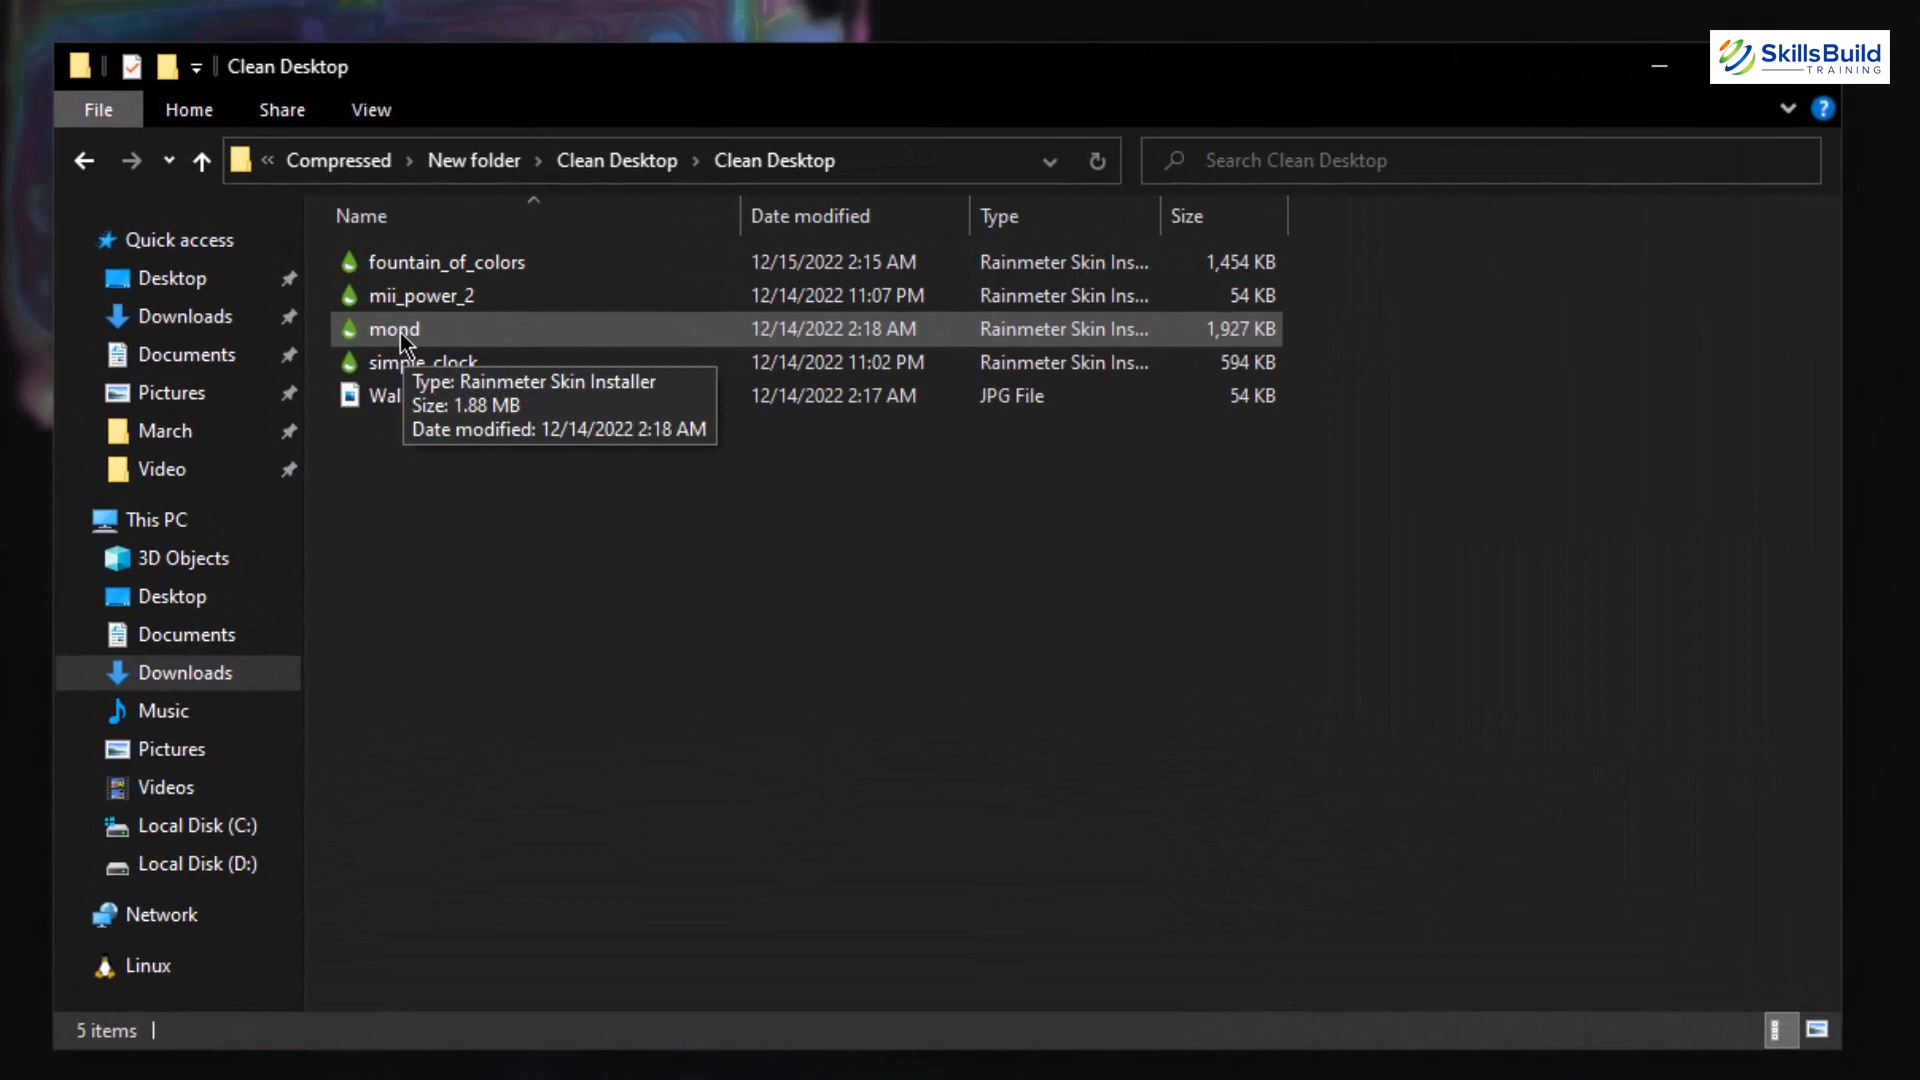 Clean Desktop
SkillsBuild
TRAINING
File Home Share View
?
« Compressed > New folder > Clean Desktop > Clean Desktop
Search Clean Desktop
Name Date modified Type Size
fountain_of_colors 12/15/2022 2:15 AM Rainmeter Skin Ins... 1,454 KB
mii_power_2 12/14/2022 11:07 PM Rainmeter Skin Ins... 54 KB
mond 12/14/2022 2:18 AM Rainmeter Skin Ins... 1,927 KB
simple_clock 12/14/2022 11:02 PM Rainmeter Skin Ins... 594 KB
Wal 12/14/2022 2:17 AM JPG File 54 KB
Type: Rainmeter Skin Installer
Size: 1.88 MB
Date modified: 12/14/2022 2:18 AM
Quick access
Desktop
Downloads
Documents
Pictures
March
Video
This PC
3D Objects
Desktop
Documents
Downloads
Music
Pictures
Videos
Local Disk (C:)
Local Disk (D:)
Network
Linux
5 items